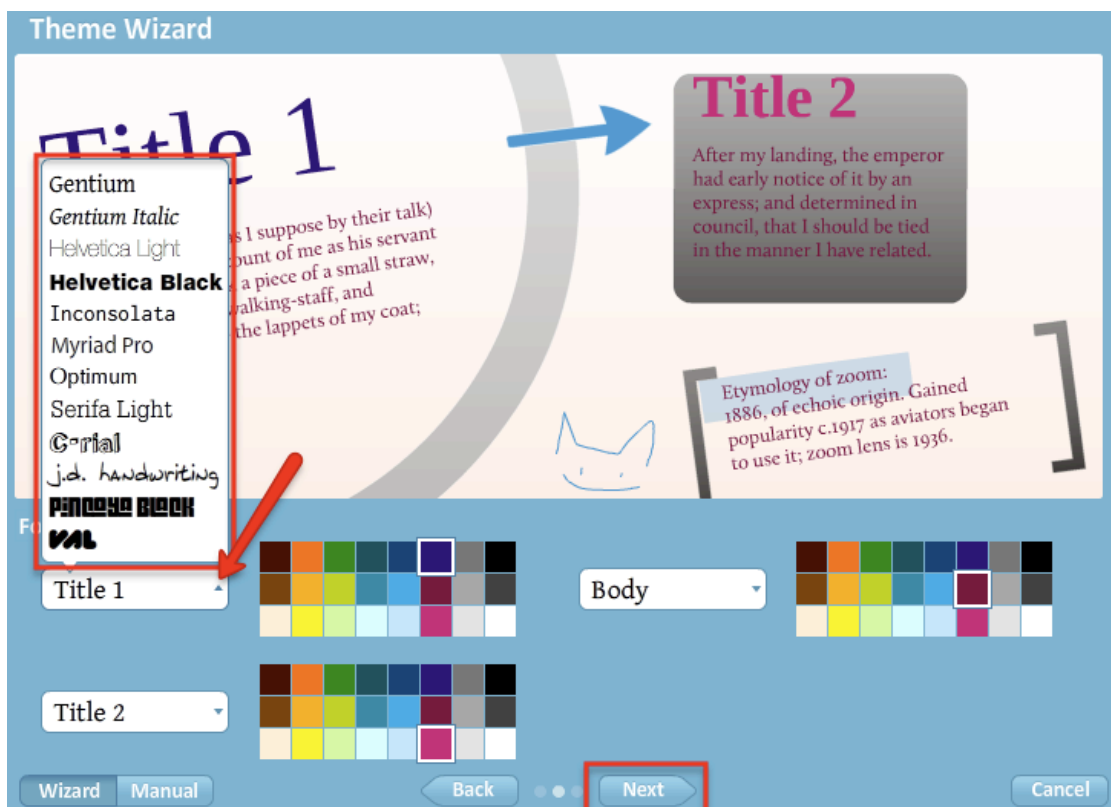 Theme Wizard
Title 1
as I suppose by their talk)
ount of me as his servant
a piece of a small straw,
walking-staff, and
the lappets of my coat;
Title 2
After my landing, the emperor
had early notice of it by an
express; and determined in
council, that I should be tied
in the manner I have related.
Etymology of zoom:
1886, of echoic origin. Gained
popularity c.1917 as aviators began
to use it; zoom lens is 1936.
Gentium
Gentium Italic
Helvetica Light
Helvetica Black
Inconsolata
Myriad Pro
Optimum
Serifa Light
C-rial
j.d. handwriting
Pincoya Black
VAL
Fo
Title 1
Body
Title 2
Wizard
Manual
Back
Next
Cancel